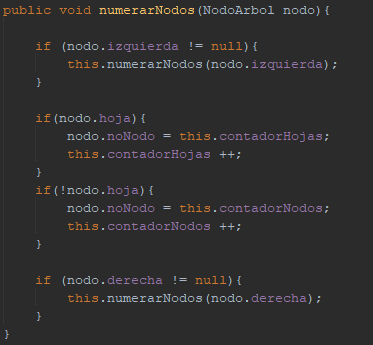 public void numerarNodos(NodoArbol nodo){
if (nodo.izquierda != null){
this.numerarNodos(nodo.izquierda);
}
if(nodo.hoja){
nodo.noNodo = this.contadorHojas;
this.contadorHojas ++;
}
if(!nodo.hoja){
nodo.noNodo = this.contadorNodos;
this.contadorNodos ++;
}
if (nodo.derecha != null){
this.numerarNodos(nodo.derecha);
}
}